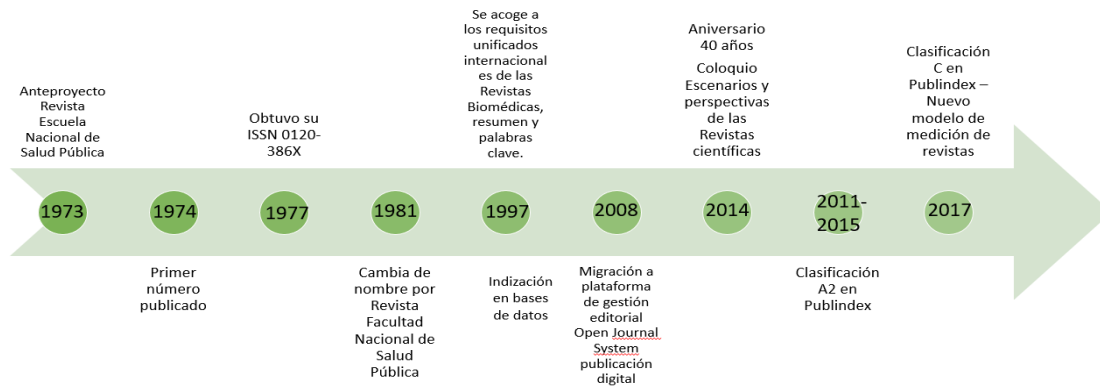 Anteproyecto
Revista
Escuela
Nacional de
Salud Pública
1973
1974
Primer
número
publicado
Obtuvo su
ISSN 0120-
386X
1977
1981
Cambia de
nombre por
Revista
Facultad
Nacional de
Salud
Pública
Se acoge a
los requisitos
unificados
internacional
es de las
Revistas
Biomédicas,
resumen y
palabras
clave.
1997
Indización
en bases
de datos
2008
Migración a
plataforma
de gestión
editorial
Open Journal
System
publicación
digital
Aniversario
40 años
Coloquio
Escenarios y
perspectivas
de las
Revistas
científicas
2014
2011-
2015
Clasificación
A2 en
Publindex
Clasificación
C en
Publindex –
Nuevo
modelo de
medición de
revistas
2017